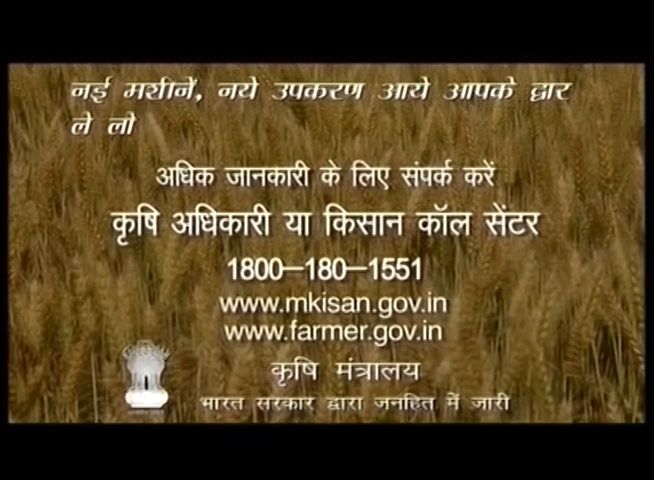 नई मशीनें, नये उपकरण आये आपके द्वार
ले लौ
अधिक जानकारी के लिए संपर्क करें
कृषि अधिकारी या किसान कॉल सेंटर
1800–180–1551
www.mkisan.gov.in
www.farmer.gov.in
कृषि मंत्रालय
भारत सरकार द्वारा जनहित में जारी